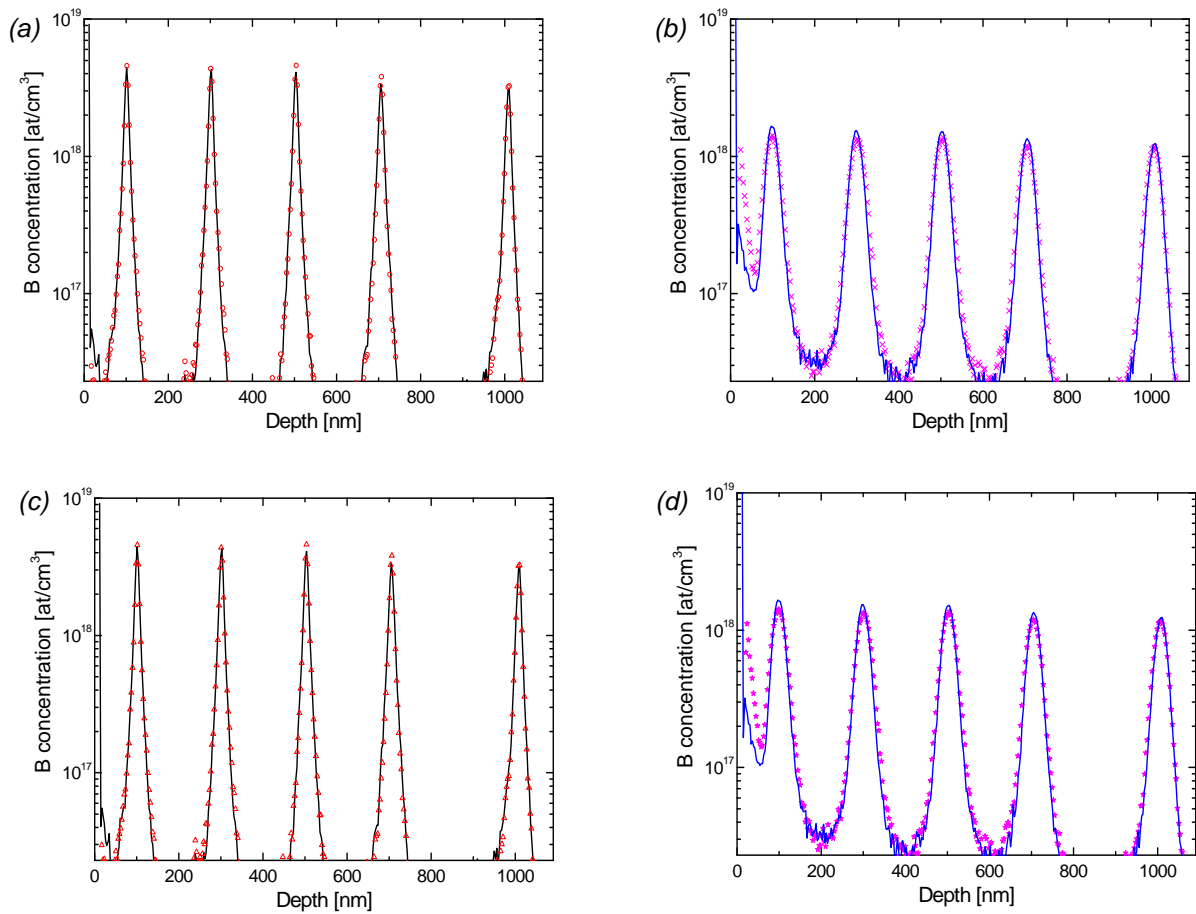 (a)
10^19
10^18
10^17
B concentration [at/cm^3]
0 200 400 600 800 1000
Depth [nm]
(b)
10^19
10^18
10^17
B concentration [at/cm^3]
0 200 400 600 800 1000
Depth [nm]
(c)
10^19
10^18
10^17
B concentration [at/cm^3]
0 200 400 600 800 1000
Depth [nm]
(d)
10^19
10^18
10^17
B concentration [at/cm^3]
0 200 400 600 800 1000
Depth [nm]